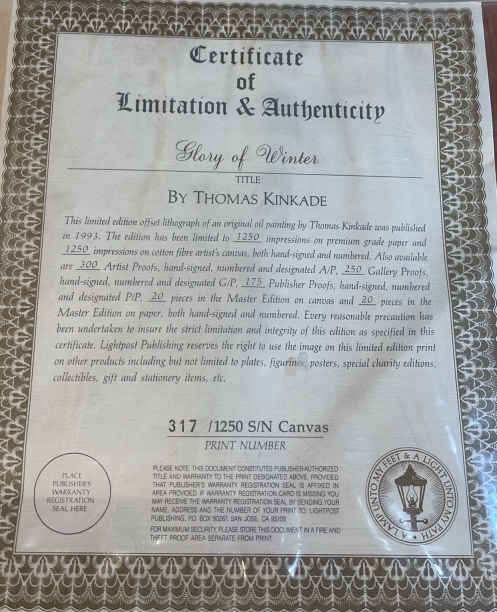 Certificate
of
Limitation & Authenticity
Glory of Winter
TITLE
BY THOMAS KINKADE
This limited edition offset lithograph of an original oil painting by Thomas Kinkade was published
in 1993. The edition has been limited to 1250 impressions on premium grade paper and
1250 impressions on cotton fibre artist's canvas, both hand-signed and numbered. Also available
are 300 Artist Proofs, hand-signed, numbered and designated A/P, 250 Gallery Proofs,
hand-signed, numbered and designated G/P, 175 Publisher Proofs, hand-signed, numbered
and designated P/P, 20 pieces in the Master Edition on canvas and 20 pieces in the
Master Edition on paper, both hand-signed and numbered. Every reasonable precaution has
been undertaken to insure the strict limitation and integrity of this edition as specified in this
certificate. Lightpost Publishing reserves the right to use the image on this limited edition print
on other products including but not limited to plates, figurines, posters, special charity editions,
collectibles, gift and stationery items, etc.
317 /1250 S/N Canvas
PRINT NUMBER
PLACE
PUBLISHER'S
WARRANTY
REGISTRATION
SEAL HERE
PLEASE NOTE, THIS DOCUMENT CONSTITUTES PUBLISHER-AUTHORIZED
TITLE AND WARRANTY TO THE PRINT DESIGNATED ABOVE, PROVIDED
THAT PUBLISHER'S WARRANTY REGISTRATION SEAL IS AFFIXED IN
AREA PROVIDED. IF WARRANTY REGISTRATION CARD IS MISSING YOU
MAY RECEIVE THE WARRANTY REGISTRATION SEAL BY SENDING YOUR
NAME, ADDRESS AND THE NUMBER OF YOUR PRINT TO: LIGHTPOST
PUBLISHING, P.O. BOX 90267, SAN JOSE, CA 95109
FOR MAXIMUM SECURITY, PLEASE STORE THIS DOCUMENT IN A FIRE AND
THEFT PROOF AREA SEPARATE FROM PRINT.
A LAMP UNTO MY FEET & A LIGHT UNTO MY PATH